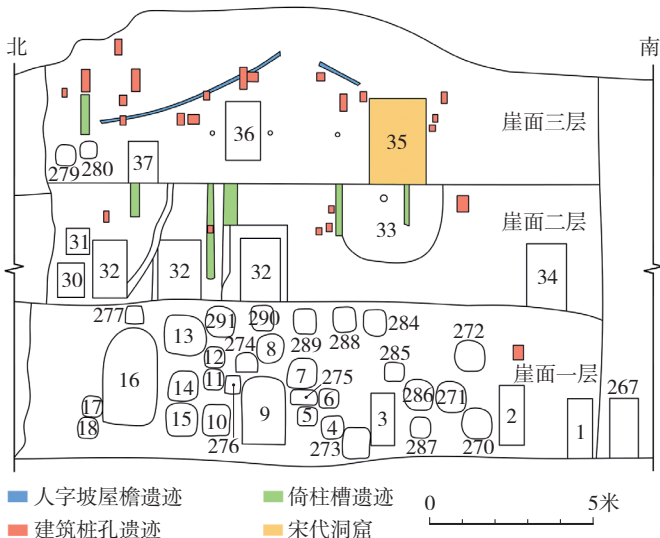 北 南
36 35 崖面三层
37
279 280
31 33 崖面二层
30 32 32 32 34
277 291 290 289 288 284
13 274 8 285 272
16 12 7 275 崖面一层
14 11 6 286 271 267
17 15 10 276 9 5 4 3 2 1
18 273 287 270
人字坡屋檐遗迹 倚柱槽遗迹 0 5米
建筑桩孔遗迹 宋代洞窟